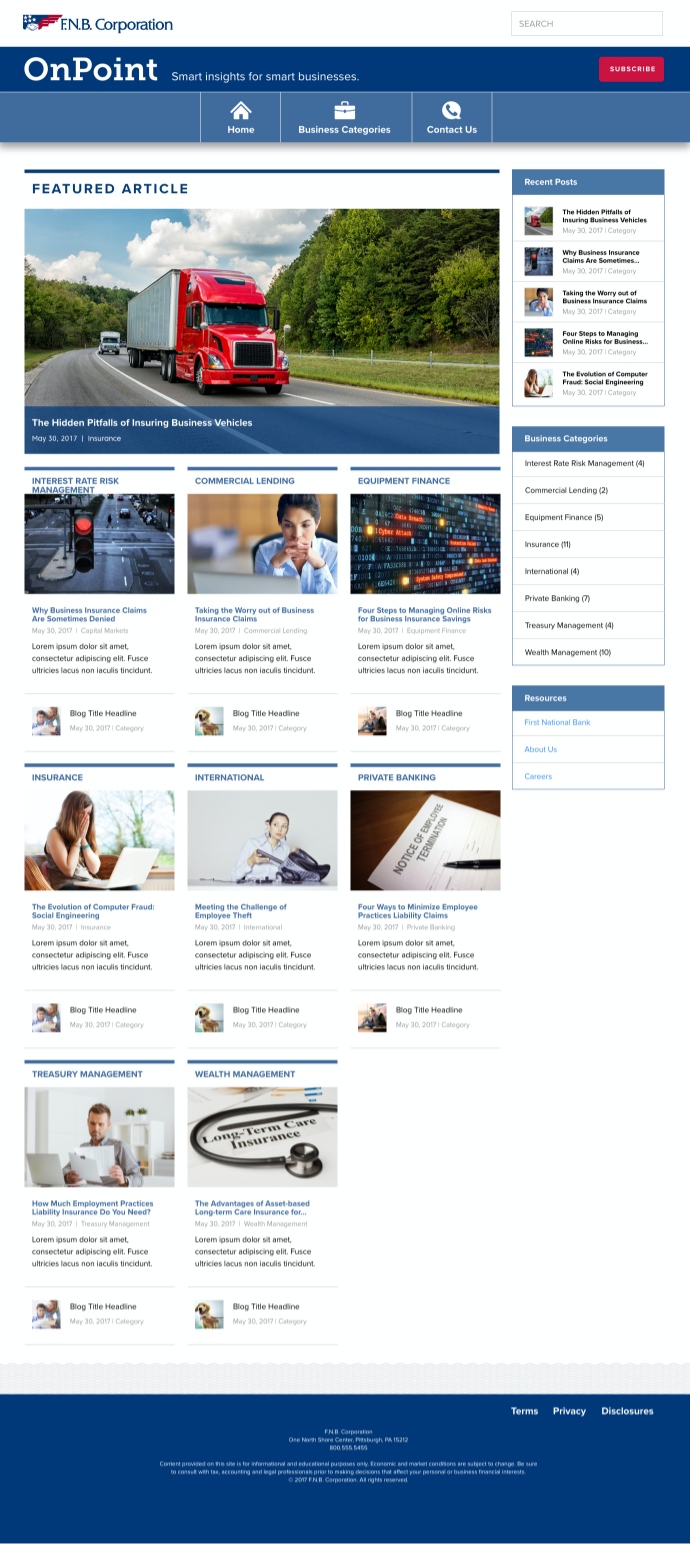 F.N.B. Corporation
SEARCH
OnPoint
Smart insights for smart businesses.
SUBSCRIBE
Home
Business Categories
Contact Us
FEATURED ARTICLE
The Hidden Pitfalls of Insuring Business Vehicles
May 30, 2017 | Insurance
INTEREST RATE RISK
MANAGEMENT
Why Business Insurance Claims
Are Sometimes Denied
May 30, 2017 | Capital Markets
Lorem ipsum dolor sit amet,
consectetur adipiscing elit. Fusce
ultricies lacus non iaculis tincidunt.
Blog Title Headline
May 30, 2017 | Category
COMMERCIAL LENDING
Taking the Worry out of Business
Insurance Claims
May 30, 2017 | Commercial Lending
Lorem ipsum dolor sit amet,
consectetur adipiscing elit. Fusce
ultricies lacus non iaculis tincidunt.
Blog Title Headline
May 30, 2017 | Category
EQUIPMENT FINANCE
Data Breach
Cyber Attack
System Safety Compromised
Four Steps to Managing Online Risks
for Business Insurance Savings
May 30, 2017 | Equipment Finance
Lorem ipsum dolor sit amet,
consectetur adipiscing elit. Fusce
ultricies lacus non iaculis tincidunt.
Blog Title Headline
May 30, 2017 | Category
INSURANCE
The Evolution of Computer Fraud:
Social Engineering
May 30, 2017 | Insurance
Lorem ipsum dolor sit amet,
consectetur adipiscing elit. Fusce
ultricies lacus non iaculis tincidunt.
Blog Title Headline
May 30, 2017 | Category
INTERNATIONAL
Meeting the Challenge of
Employee Theft
May 30, 2017 | International
Lorem ipsum dolor sit amet,
consectetur adipiscing elit. Fusce
ultricies lacus non iaculis tincidunt.
Blog Title Headline
May 30, 2017 | Category
PRIVATE BANKING
NOTICE OF EMPLOYEE
TERMINATION
Four Ways to Minimize Employee
Practices Liability Claims
May 30, 2017 | Private Banking
Lorem ipsum dolor sit amet,
consectetur adipiscing elit. Fusce
ultricies lacus non iaculis tincidunt.
Blog Title Headline
May 30, 2017 | Category
TREASURY MANAGEMENT
How Much Employment Practices
Liability Insurance Do You Need?
May 30, 2017 | Treasury Management
Lorem ipsum dolor sit amet,
consectetur adipiscing elit. Fusce
ultricies lacus non iaculis tincidunt.
Blog Title Headline
May 30, 2017 | Category
WEALTH MANAGEMENT
Long-Term Care
Insurance
The Advantages of Asset-based
Long-term Care Insurance for...
May 30, 2017 | Wealth Management
Lorem ipsum dolor sit amet,
consectetur adipiscing elit. Fusce
ultricies lacus non iaculis tincidunt.
Blog Title Headline
May 30, 2017 | Category
Recent Posts
The Hidden Pitfalls of
Insuring Business Vehicles
May 30, 2017 | Category
Why Business Insurance
Claims Are Sometimes...
May 30, 2017 | Category
Taking the Worry out of
Business Insurance Claims
May 30, 2017 | Category
Four Steps to Managing
Online Risks for Business...
May 30, 2017 | Category
The Evolution of Computer
Fraud: Social Engineering
May 30, 2017 | Category
Business Categories
Interest Rate Risk Management (4)
Commercial Lending (2)
Equipment Finance (5)
Insurance (11)
International (4)
Private Banking (7)
Treasury Management (4)
Wealth Management (10)
Resources
First National Bank
About Us
Careers
Terms
Privacy
Disclosures
F.N.B. Corporation
One North Shore Center, Pittsburgh, PA 15212
800.555.5455
Content provided on this site is for informational and educational purposes only. Economic and market conditions are subject to change. Be sure
to consult with tax, accounting and legal professionals prior to making decisions that affect your personal or business financial interests.
© 2017 F.N.B. Corporation. All rights reserved.